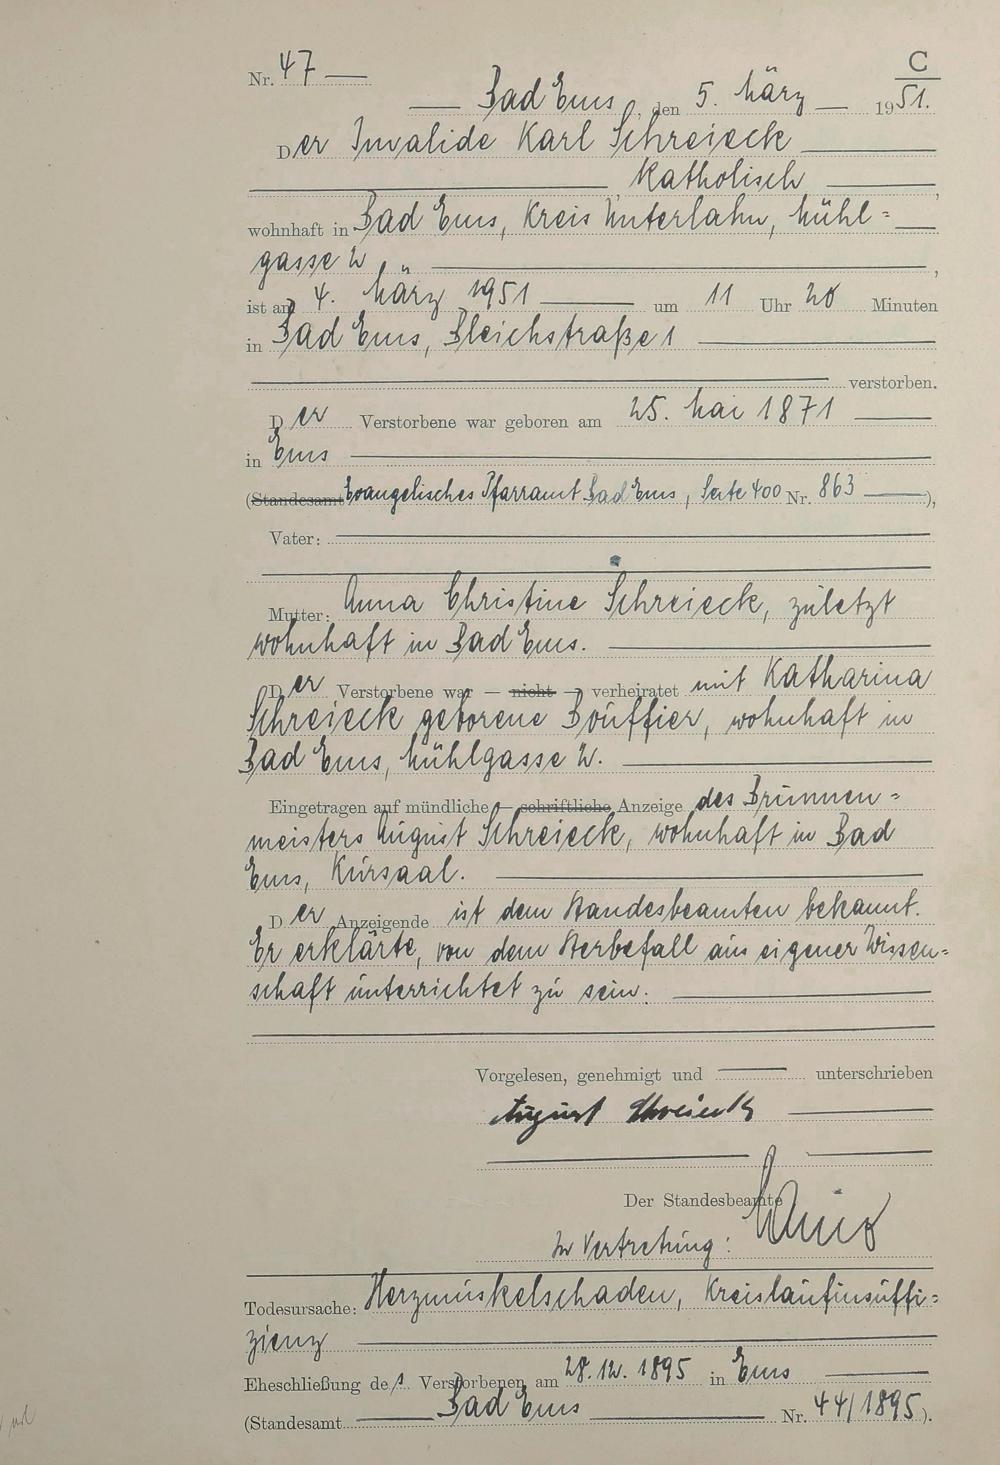 C
Nr. 47
Bad Ems, den 5. März 1951.
Der Invalide Karl Schreieck
, katholisch,
wohnhaft in Bad Ems, Kreis Unterlahn, Mühl-
gasse 2,
ist am 4. März 1951 um 11 Uhr 20 Minuten
in Bad Ems, Bleichstraße 1
verstorben.
Der Verstorbene war geboren am 25. Mai 1871
in Ems
(Standesamt Evangelisches Pfarramt Bad Ems, Seite 400 Nr. 863),
Vater:
Mutter: Anna Christine Schreieck, zuletzt
wohnhaft in Bad Ems.
Der Verstorbene war — nicht — verheiratet mit Katharina
Schreieck geborene Bouffier, wohnhaft in
Bad Ems, Mühlgasse 2.
Eingetragen auf mündliche — schriftliche Anzeige des Brunnen-
meisters August Schreieck, wohnhaft in Bad
Ems, Kursaal.
Der Anzeigende ist dem Standesbeamten bekannt.
Er erklärte, von dem Sterbefall aus eigener Wissen-
schaft unterrichtet zu sein.
Vorgelesen, genehmigt und unterschrieben
August Schreieck
Der Standesbeamte
In Vertretung:
Todesursache: Herzmuskelschaden, Kreislaufinsuffi-
zienz
Eheschließung des Verstorbenen am 28.12.1895 in Ems
(Standesamt Bad Ems Nr. 44/1895).